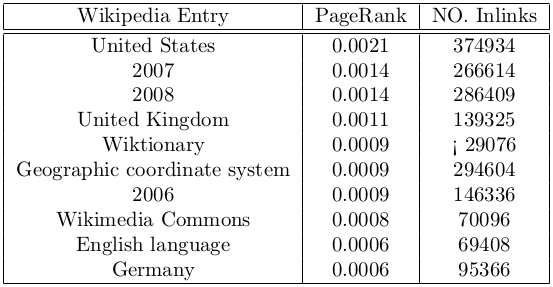 Wikipedia Entry PageRank NO. Inlinks
United States 0.0021 374934
2007 0.0014 266614
2008 0.0014 286409
United Kingdom 0.0011 139325
Wiktionary 0.0009 ¡ 29076
Geographic coordinate system 0.0009 294604
2006 0.0009 146336
Wikimedia Commons 0.0008 70096
English language 0.0006 69408
Germany 0.0006 95366